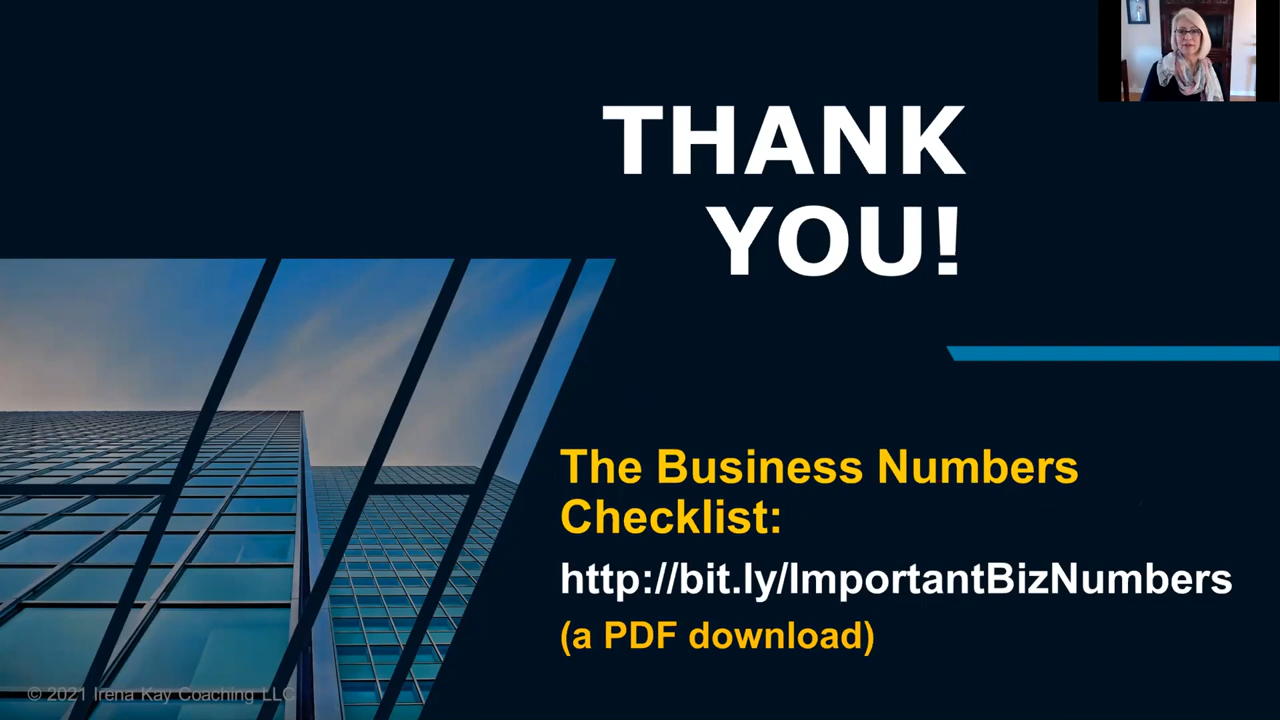 THANK
YOU!
The Business Numbers
Checklist:
http://bit.ly/ImportantBizNumbers
(a PDF download)
© 2021 Irena Kay Coaching LLC